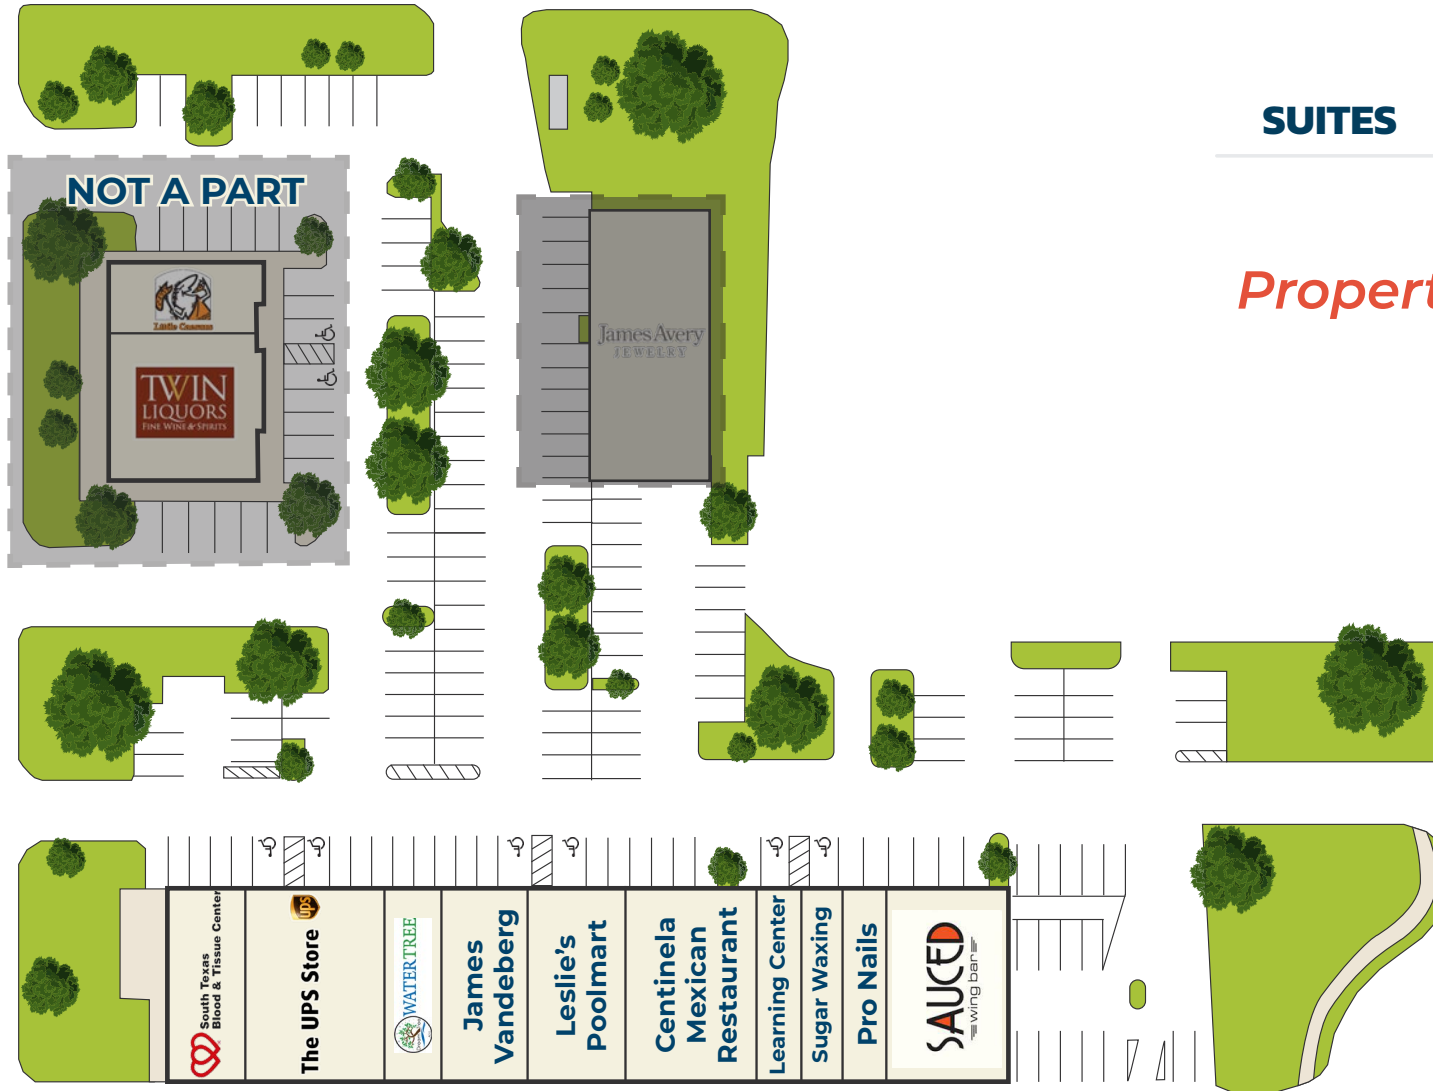 SUITES
NOT A PART
Propert
Little Caesars
James Avery
JEWELRY
TWIN
LIQUORS
FINE WINE & SPIRITS
South Texas
Blood & Tissue Center
The UPS Store
ups
WATERTREE
James
Vandeberg
Leslie's
Poolmart
Centinela
Mexican
Restaurant
Learning Center
Sugar Waxing
Pro Nails
SAUCED
wing bar